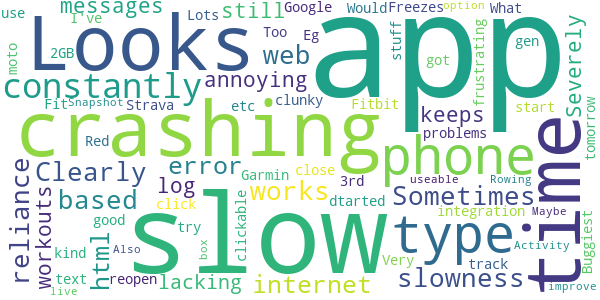 use
I've
messages
Lots
still
Google
Too
Eg
Would
Freezes
stuff
What
option
moto
2GB
Looks
web
app
got
gen
frustrating
Severely
constantly
annoying
clunky
etc
keeps
start
tomorrow
Fit
Snapshot
Strava
Fitbit
Red
crashing
phone
problems
time
Clearly
error
Garmin
3rd
close
useable
Rowing
reliance
workouts
based
log
works
Sometimes
click
dtarted
integration
Maybe
html
good
slow
clickable
try
box
type
Very
track
Activity
Buggiest
kind
Also
text
reopen
lacking
internet
slowness
live
improve